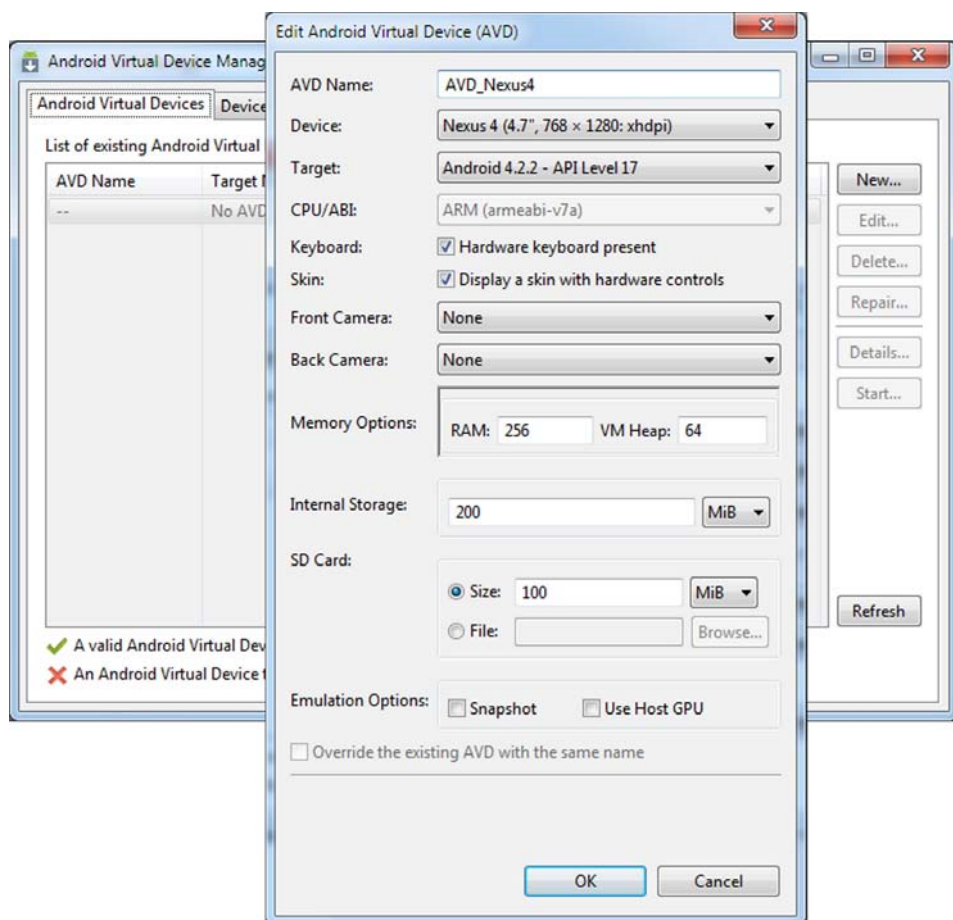 Edit Android Virtual Device (AVD)
Android Virtual Device Manag
Android Virtual Devices
Device
List of existing Android Virtual
AVD Name
Target N
--
No AVD
New...
Edit...
Delete...
Repair...
Details...
Start...
Refresh
A valid Android Virtual Dev
An Android Virtual Device t
AVD Name: AVD_Nexus4
Device: Nexus 4 (4.7", 768 × 1280: xhdpi)
Target: Android 4.2.2 - API Level 17
CPU/ABI: ARM (armeabi-v7a)
Keyboard: Hardware keyboard present
Skin: Display a skin with hardware controls
Front Camera: None
Back Camera: None
Memory Options: RAM: 256 VM Heap: 64
Internal Storage: 200 MiB
SD Card:
Size: 100 MiB
File: Browse...
Emulation Options: Snapshot Use Host GPU
Override the existing AVD with the same name
OK Cancel